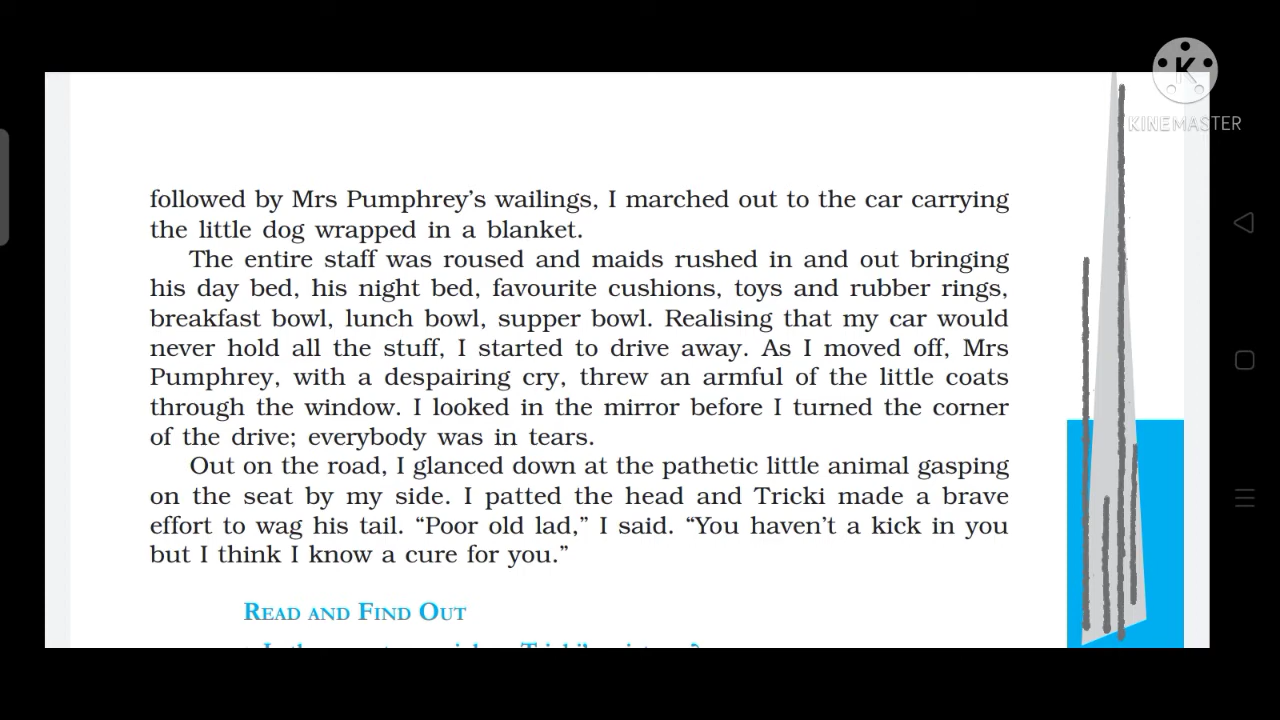 KINEMASTER
followed by Mrs Pumphrey's wailings, I marched out to the car carrying
the little dog wrapped in a blanket.
The entire staff was roused and maids rushed in and out bringing
his day bed, his night bed, favourite cushions, toys and rubber rings,
breakfast bowl, lunch bowl, supper bowl. Realising that my car would
never hold all the stuff, I started to drive away. As I moved off, Mrs
Pumphrey, with a despairing cry, threw an armful of the little coats
through the window. I looked in the mirror before I turned the corner
of the drive; everybody was in tears.
Out on the road, I glanced down at the pathetic little animal gasping
on the seat by my side. I patted the head and Tricki made a brave
effort to wag his tail. “Poor old lad,” I said. “You haven't a kick in you
but I think I know a cure for you.”
READ AND FIND OUT